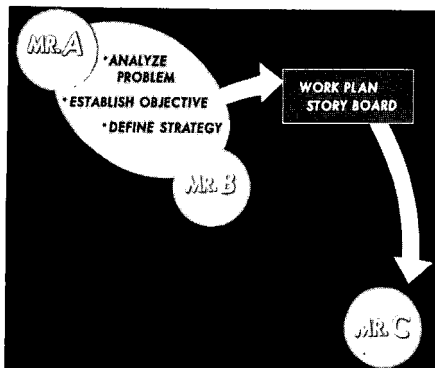 MR. A
• ANALYZE
PROBLEM
• ESTABLISH OBJECTIVE
• DEFINE STRATEGY
MR. B
WORK PLAN
STORY BOARD
MR. C